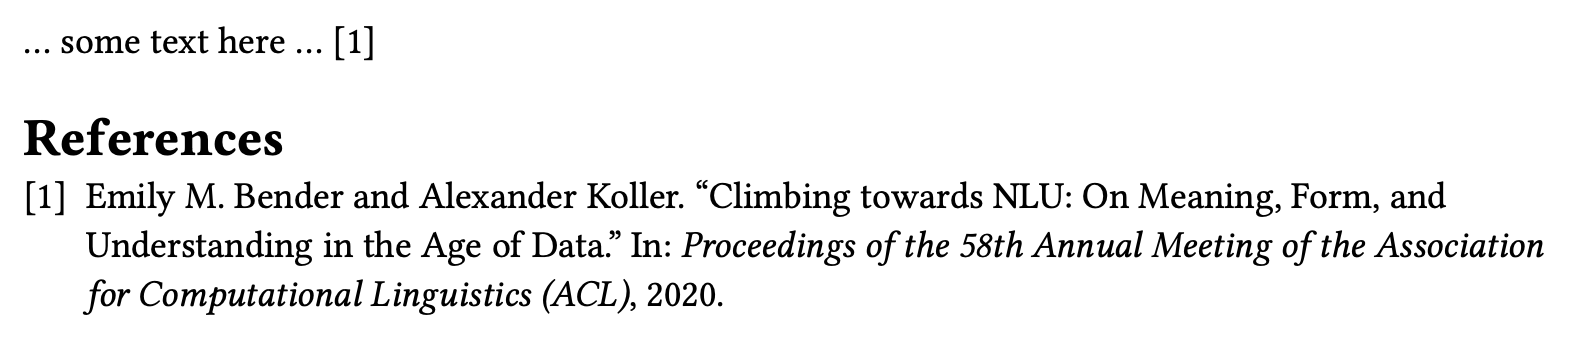 ... some text here ... [1]
References
[1] Emily M. Bender and Alexander Koller. “Climbing towards NLU: On Meaning, Form, and
Understanding in the Age of Data.” In: Proceedings of the 58th Annual Meeting of the Association
for Computational Linguistics (ACL), 2020.